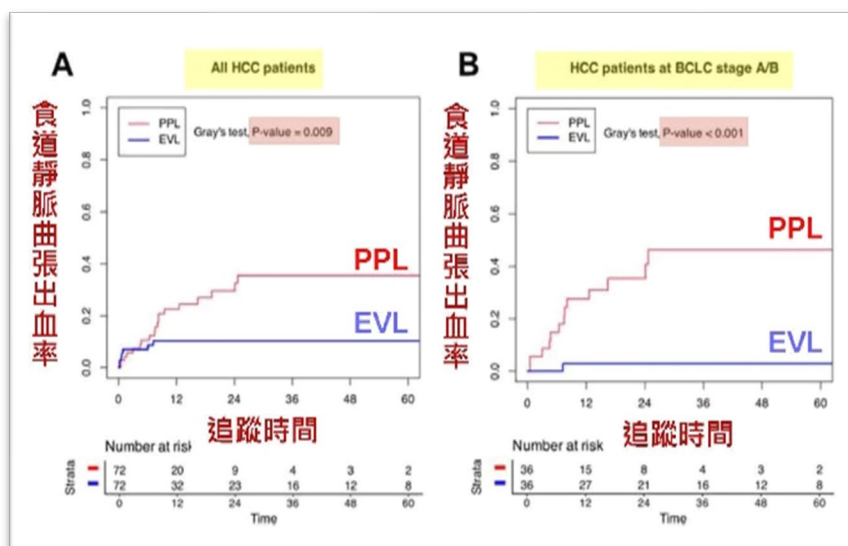 A
All HCC patients
食道靜脈曲張出血率
1.0
0.8
0.6
0.4
0.2
0.0
PPL
EVL
Gray's test, P-value = 0.009
PPL
EVL
0 12 24 36 48 60
追蹤時間
Number at risk
Strata
72 20 9 4 3 2
72 32 23 16 12 8
0 12 24 36 48 60
Time
B
HCC patients at BCLC stage A/B
食道靜脈曲張出血率
1.0
0.8
0.6
0.4
0.2
0.0
PPL
EVL
Gray's test, P-value < 0.001
PPL
EVL
0 12 24 36 48 60
追蹤時間
Number at risk
Strata
36 15 8 4 3 2
36 27 21 16 12 8
0 12 24 36 48 60
Time